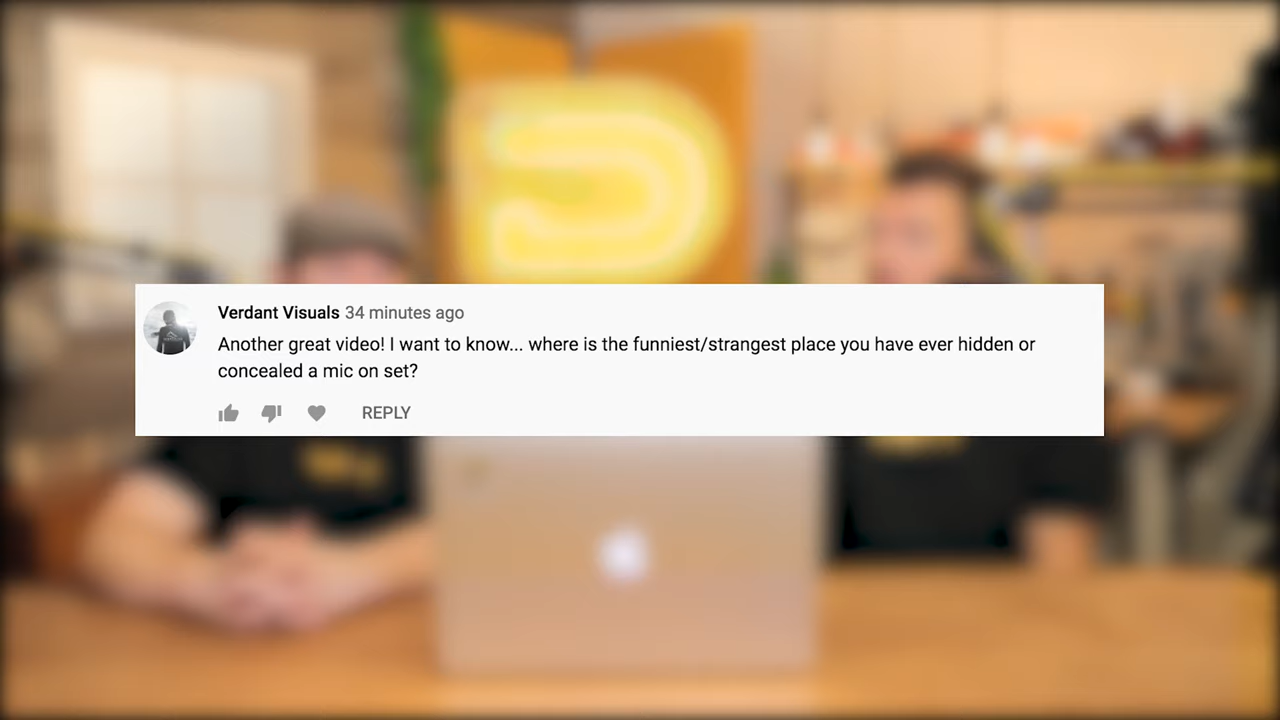 Verdant Visuals 34 minutes ago
Another great video! I want to know... where is the funniest/strangest place you have ever hidden or
concealed a mic on set?
REPLY